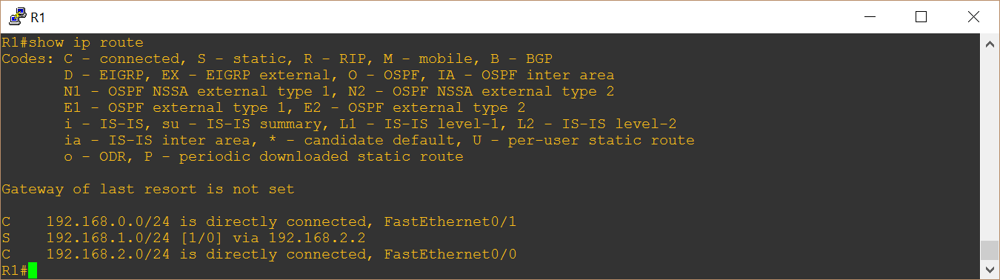 R1
R1#show ip route
Codes: C - connected, S - static, R - RIP, M - mobile, B - BGP
       D - EIGRP, EX - EIGRP external, O - OSPF, IA - OSPF inter area
       N1 - OSPF NSSA external type 1, N2 - OSPF NSSA external type 2
       E1 - OSPF external type 1, E2 - OSPF external type 2
       i - IS-IS, su - IS-IS summary, L1 - IS-IS level-1, L2 - IS-IS level-2
       ia - IS-IS inter area, * - candidate default, U - per-user static route
       o - ODR, P - periodic downloaded static route
Gateway of last resort is not set
C    192.168.0.0/24 is directly connected, FastEthernet0/1
S    192.168.1.0/24 [1/0] via 192.168.2.2
C    192.168.2.0/24 is directly connected, FastEthernet0/0
R1#